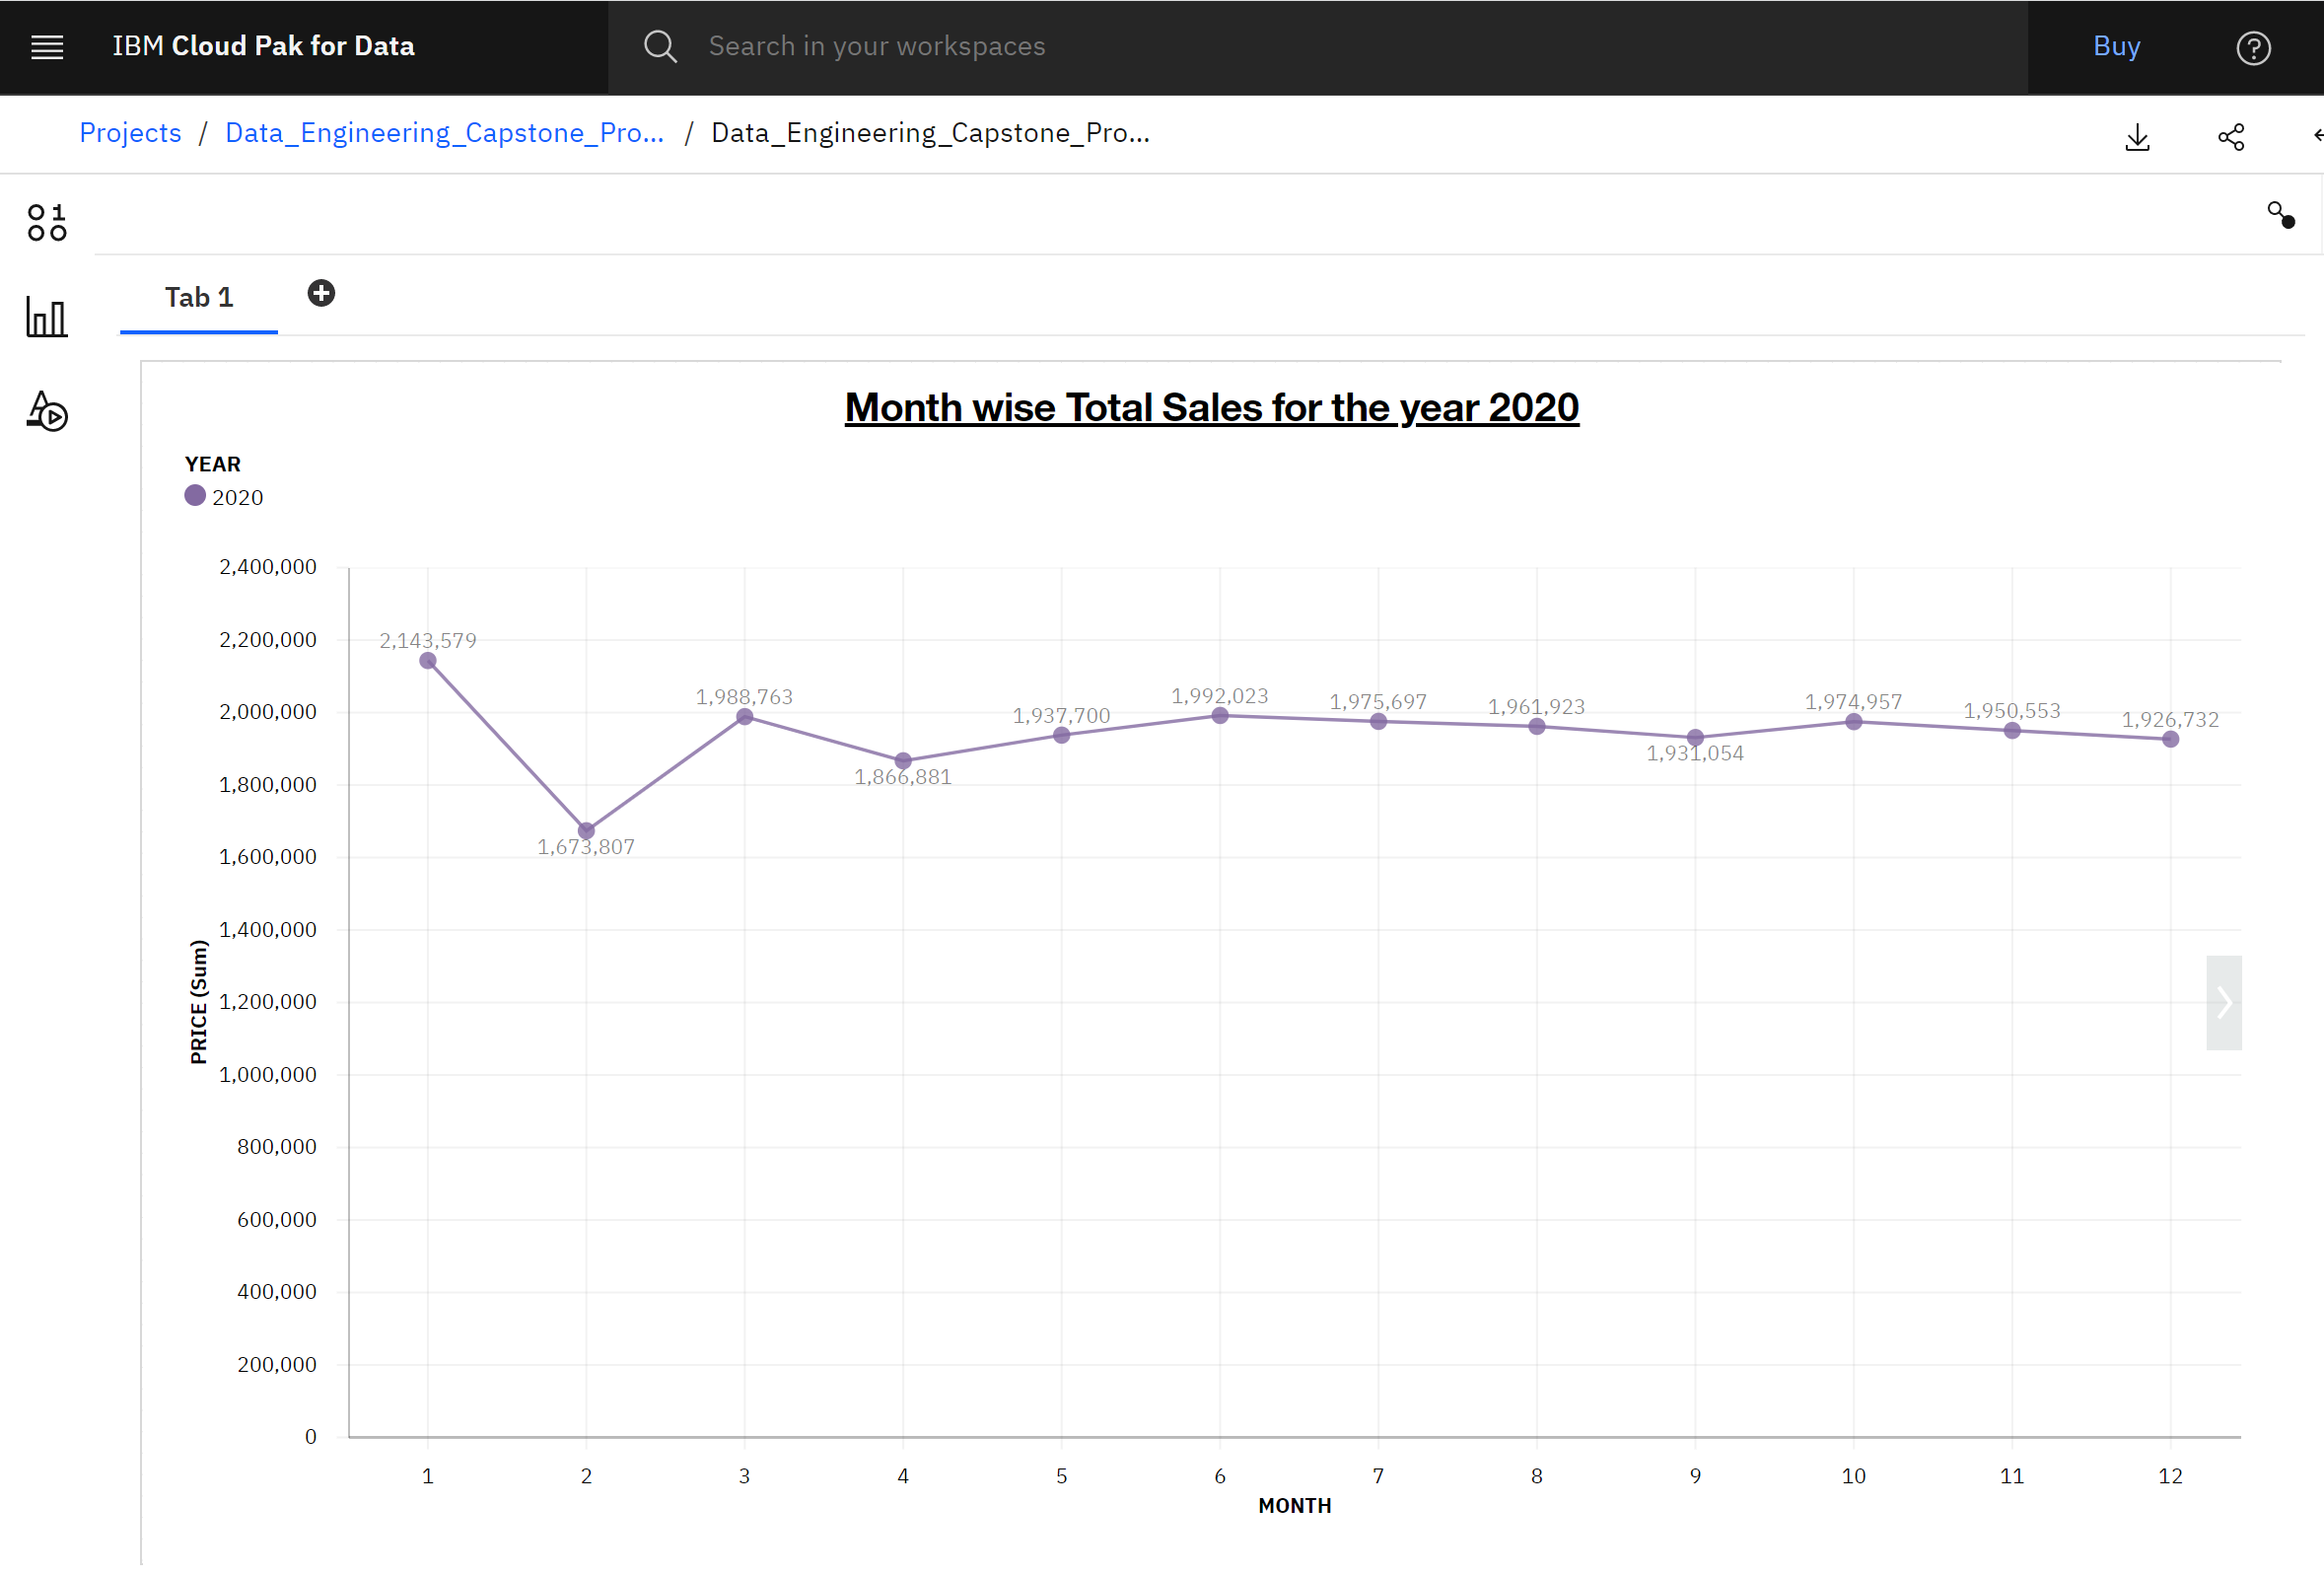 IBM Cloud Pak for Data
Search in your workspaces
Buy
Projects / Data_Engineering_Capstone_Pro... / Data_Engineering_Capstone_Pro...
1
Tab 1
Month wise Total Sales for the year 2020
YEAR
2020
PRICE (Sum)
2,400,000
2,200,000
2,000,000
1,800,000
1,600,000
1,400,000
1,200,000
1,000,000
800,000
600,000
400,000
200,000
0
2,143,579
1,673,807
1,988,763
1,866,881
1,937,700
1,992,023
1,975,697
1,961,923
1,931,054
1,974,957
1,950,553
1,926,732
1 2 3 4 5 6 7 8 9 10 11 12
MONTH